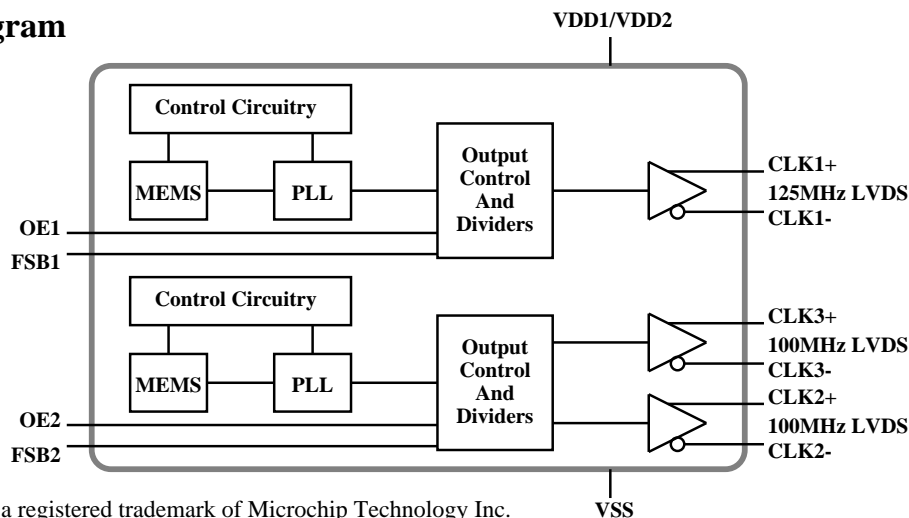 gram
VDD1/VDD2
Control Circuitry
MEMS
PLL
Output
Control
And
Dividers
CLK1+
125MHz LVDS
CLK1-
OE1
FSB1
Control Circuitry
MEMS
PLL
Output
Control
And
Dividers
CLK3+
100MHz LVDS
CLK3-
CLK2+
100MHz LVDS
CLK2-
OE2
FSB2
a registered trademark of Microchip Technology Inc.
VSS